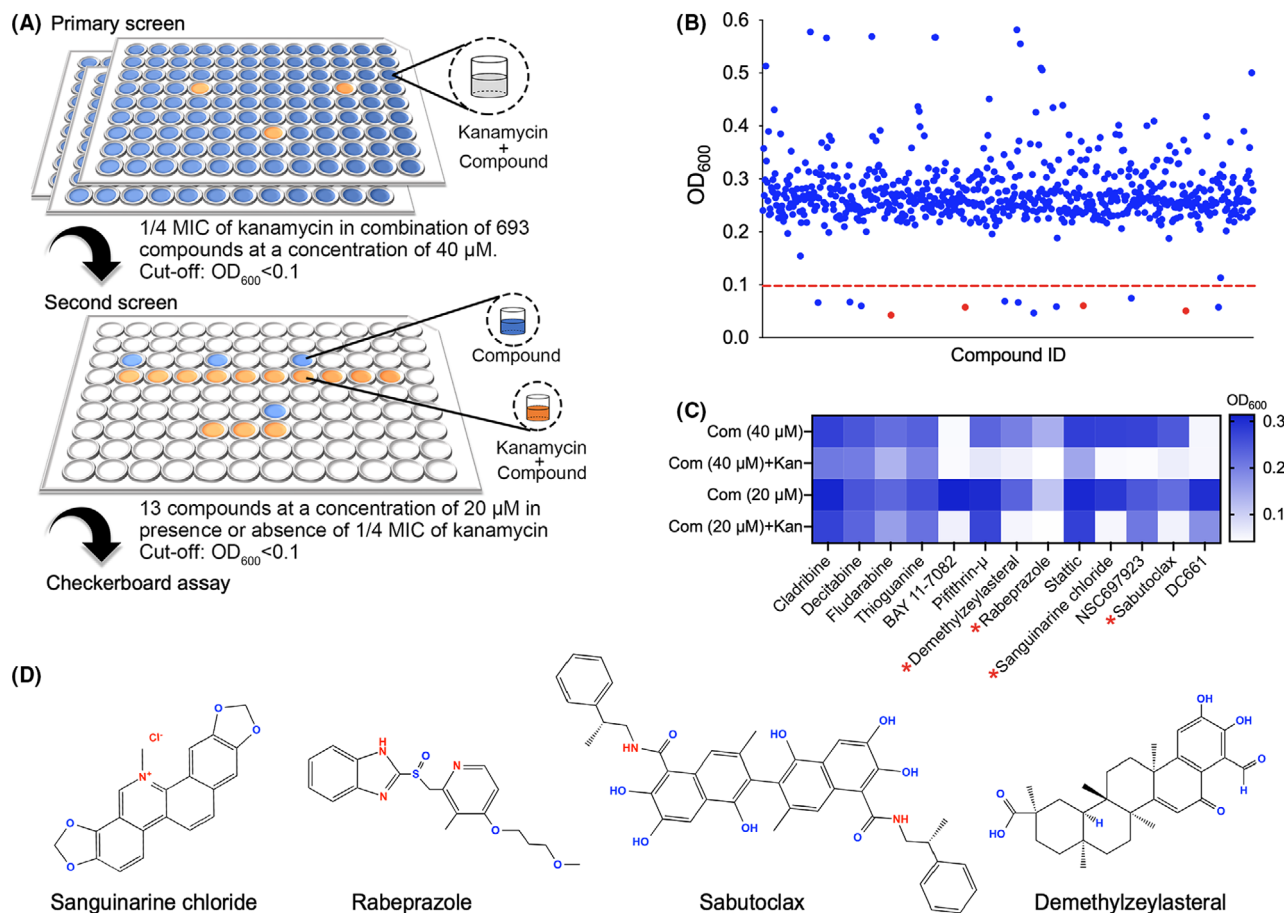 (A)
Primary screen
Kanamycin
+
Compound
1/4 MIC of kanamycin in combination of 693
compounds at a concentration of 40 µM.
Cut-off: OD600<0.1
Second screen
Compound
Kanamycin
+
Compound
13 compounds at a concentration of 20 µM in
presence or absence of 1/4 MIC of kanamycin
Cut-off: OD600<0.1
Checkerboard assay
(B)
0.6
0.5
0.4
0.3
0.2
0.1
0.0
OD600
Compound ID
(C)
OD600
0.3
0.1
Com (40 µM)
Com (40 µM)+Kan
Com (20 µM)
Com (20 µM)+Kan
Cladribine
Decitabine
Fludarabine
Thioguanine
BAY 11-7082
Pifithrin-µ
*Demethylzeylasteral
*Rabeprazole
Stattic
*Sanguinarine chloride
NSC697923
*Sabutoclax
DC661
(D)
Cl-
CH3
N+
O
O
O
O
Sanguinarine chloride
H
N
N
S
O
N
O
O
Rabeprazole
HN
O
HO
HO
OH
OH
OH
OH
O
NH
Sabutoclax
OH
OH
O
H
O
O
HO
H
Demethylzeylasteral